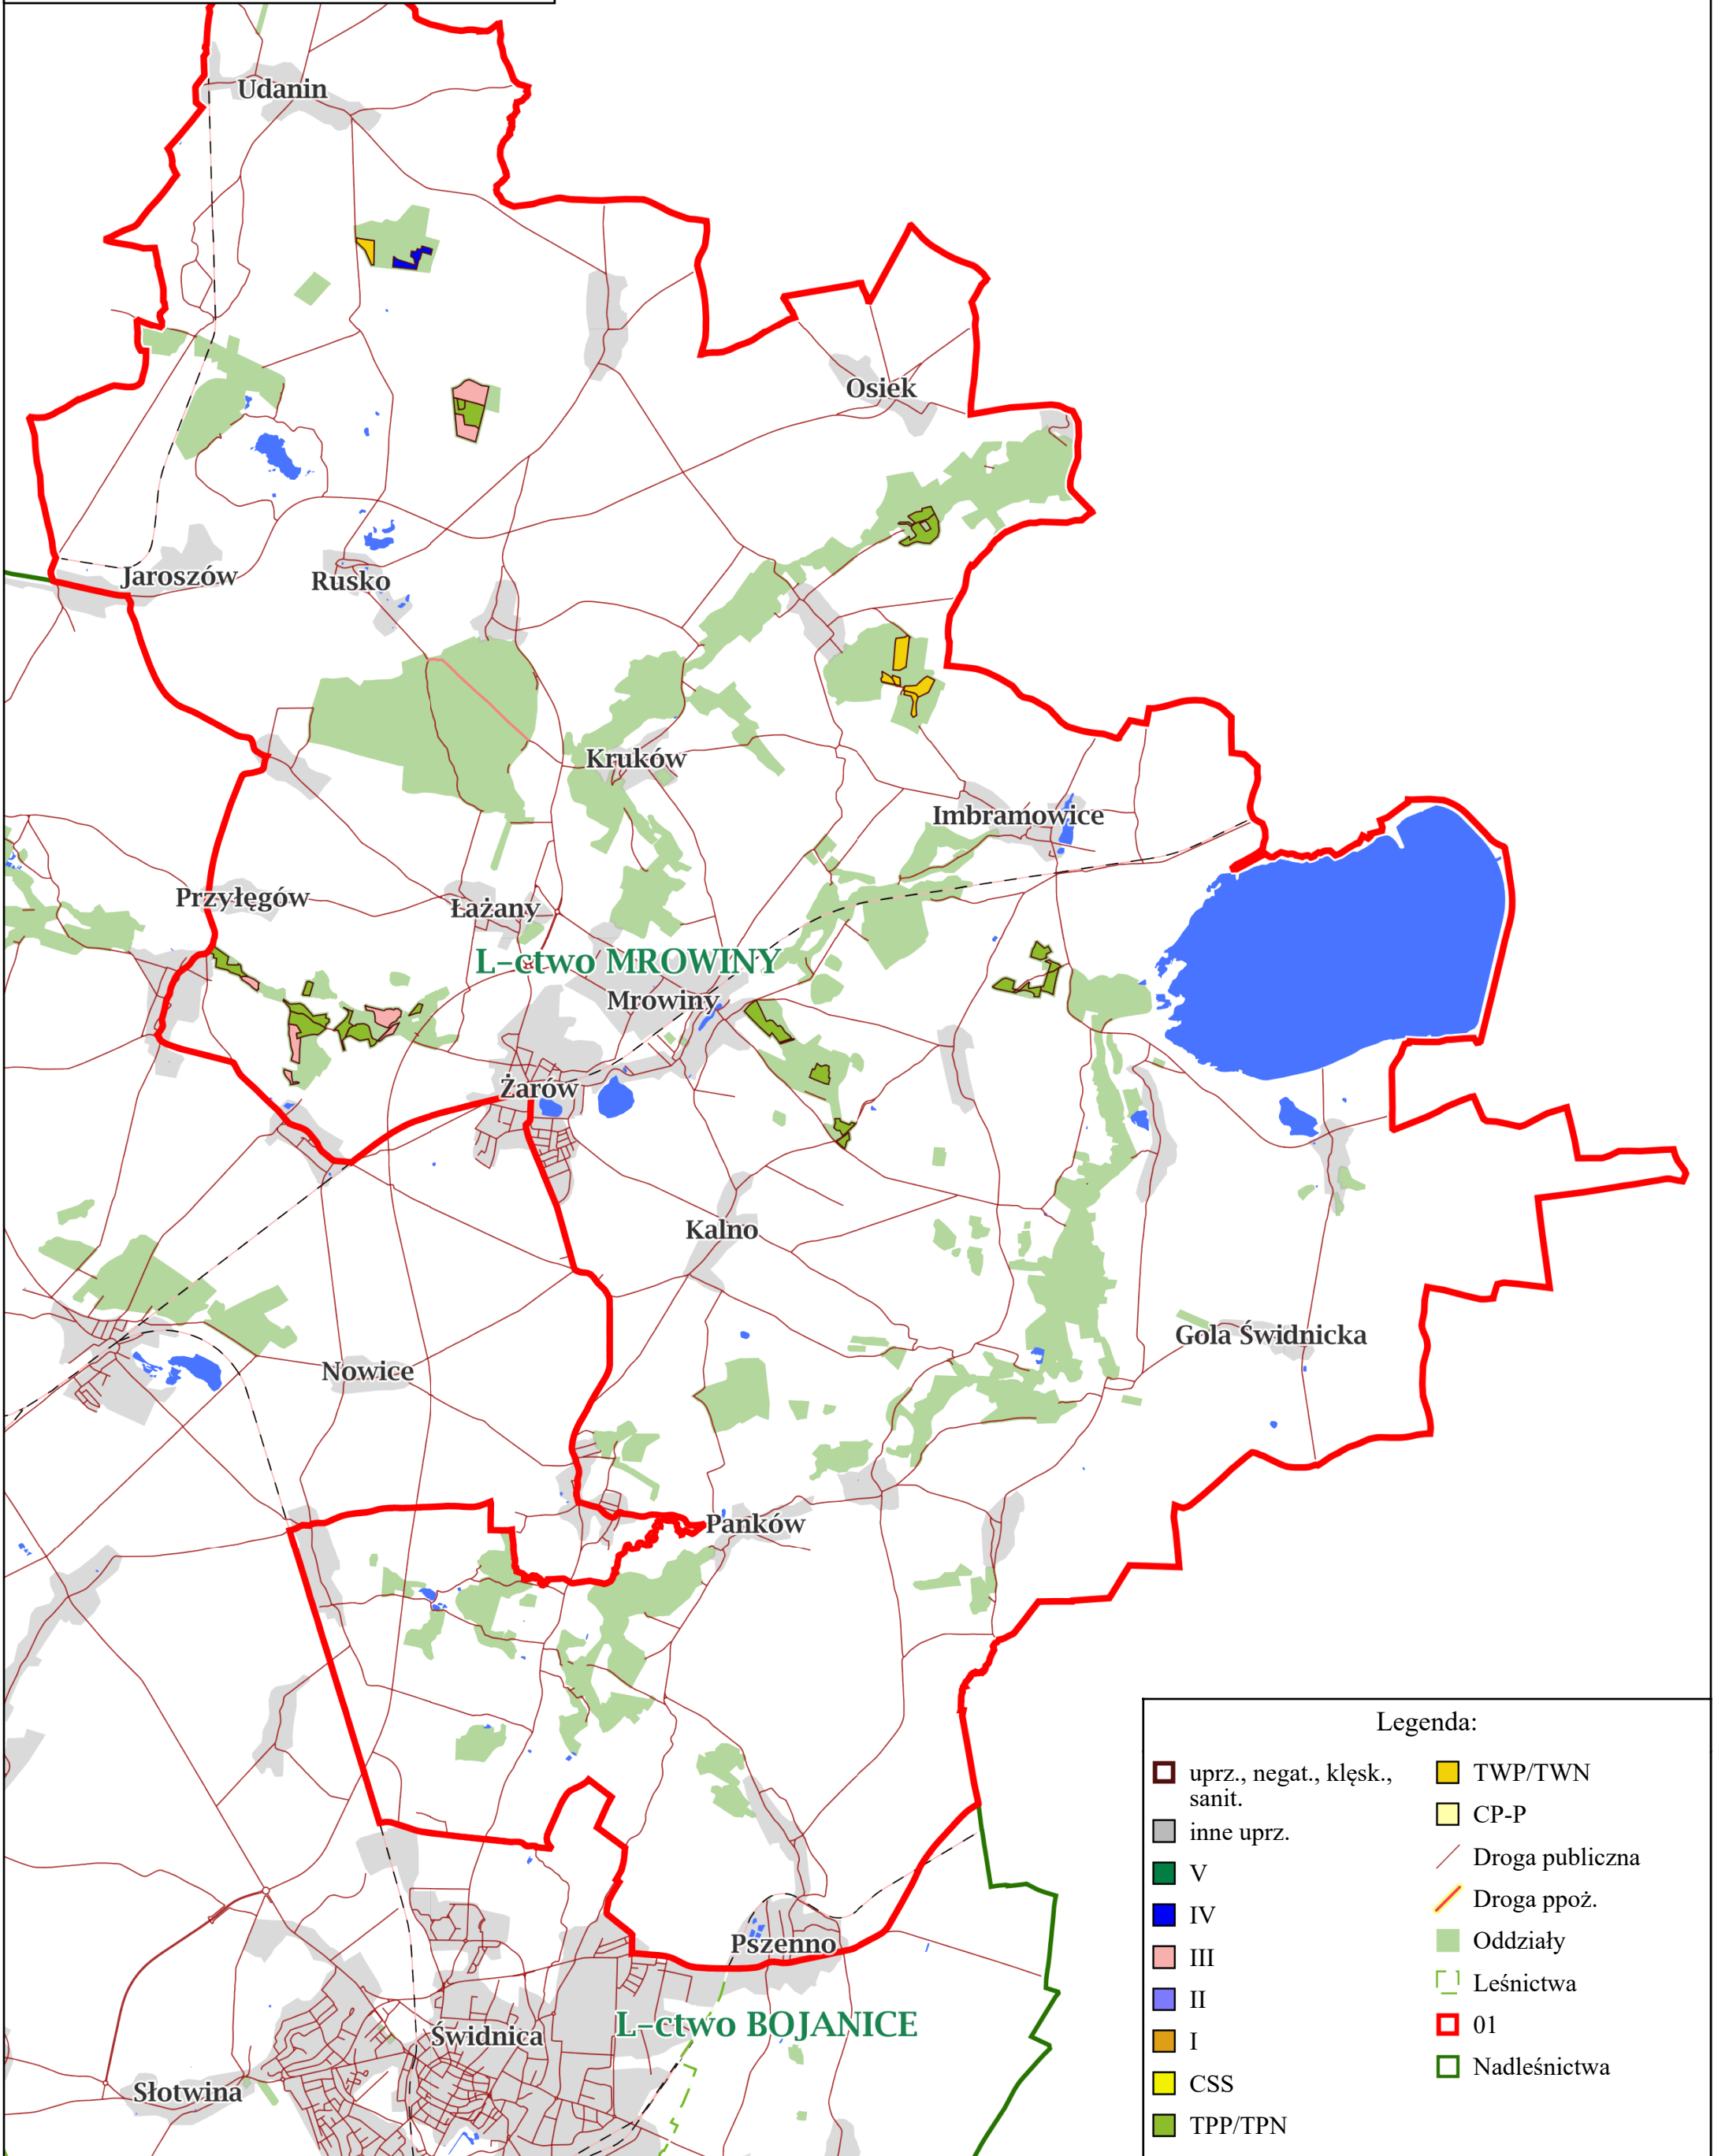 Udanin
Osiek
Jaroszów
Rusko
Kruków
Imbramowice
Przyłęgów
Łażany
L-ctwo MROWINY
Mrowiny
Żarów
Kalno
Gola Świdnicka
Nowice
Panków
Pszenno
L-ctwo BOJANICE
Świdnica
Słotwina
Legenda:
uprz., negat., klęsk.,
sanit.
inne uprz.
V
IV
III
II
I
CSS
TPP/TPN
TWP/TWN
CP-P
Droga publiczna
Droga ppoż.
Oddziały
Leśnictwa
01
Nadleśnictwa